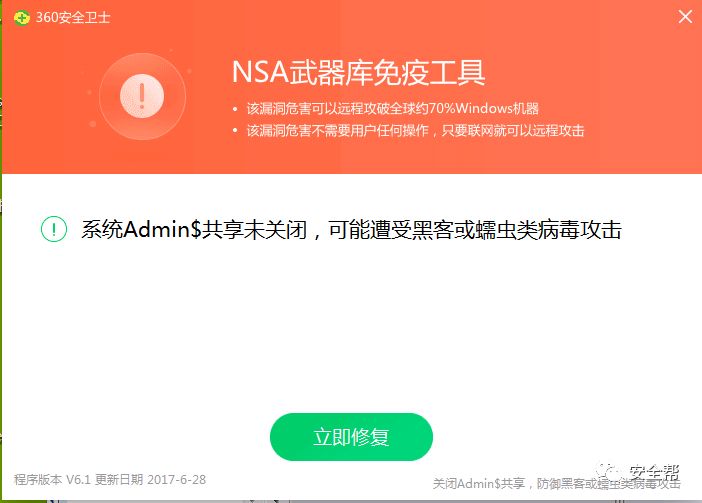 360安全卫士
NSA武器库免疫工具
该漏洞危害可以远程攻破全球约70%Windows机器
该漏洞危害不需要用户任何操作，只要联网就可以远程攻击
系统Admin$共享未关闭，可能遭受黑客或蠕虫类病毒攻击
立即修复
安全帮
程序版本 V6.1 更新日期 2017-6-28
关闭Admin$共享，防御黑客或蠕虫类病毒攻击